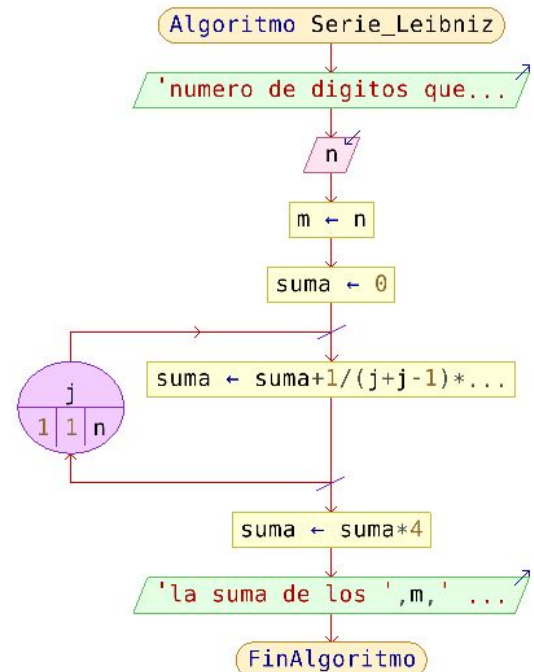 Algoritmo Serie_Leibniz
'numero de digitos que...
n
m ← n
suma ← 0
suma ← suma+1/(j+j-1)*...
j
1 1 n
suma ← suma*4
'la suma de los ',m,' ...
FinAlgoritmo